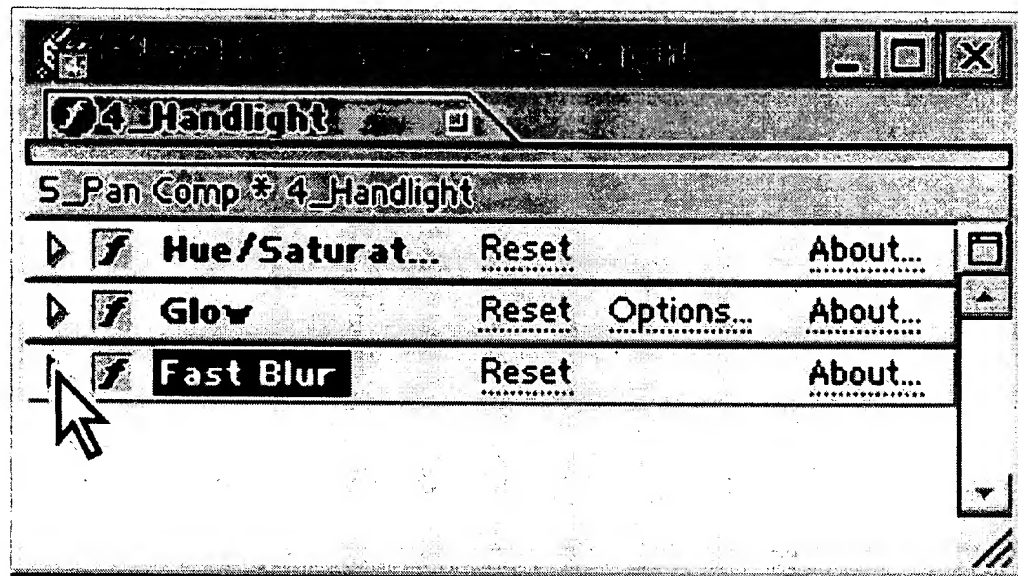 4_Handlight
5_Pan Comp * 4_Handlight
Hue/Saturat... Reset About...
Glow Reset Options... About...
Fast Blur Reset About...